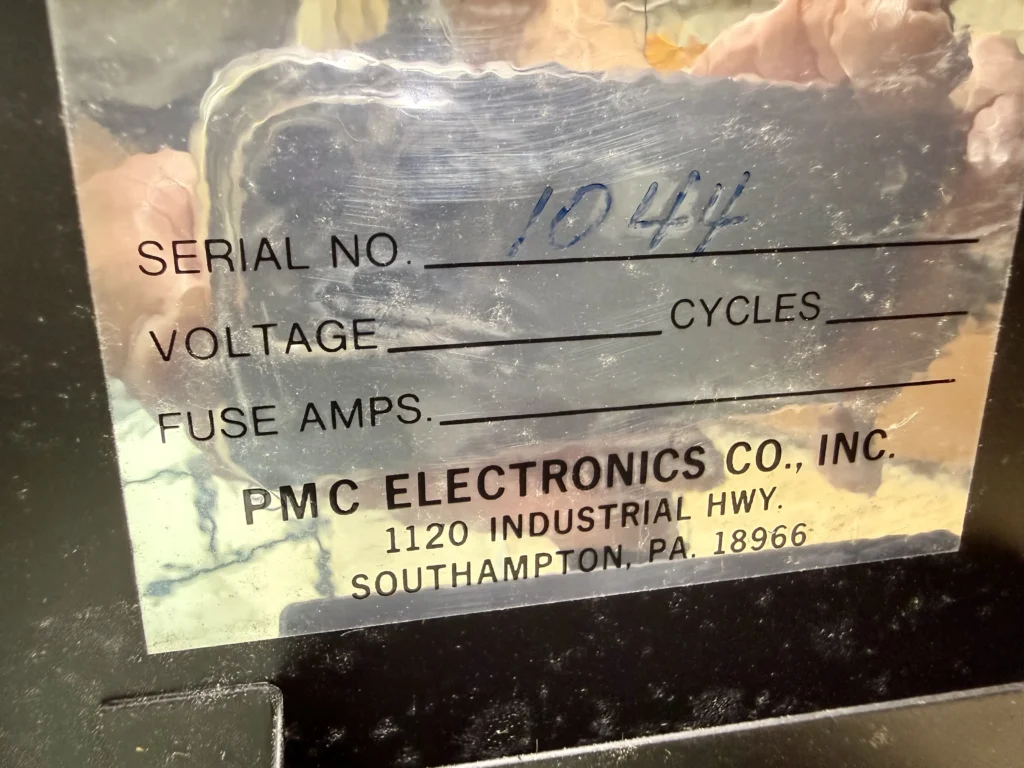 SERIAL NO. 1044
VOLTAGE CYCLES
FUSE AMPS.
PMC ELECTRONICS CO., INC.
1120 INDUSTRIAL HWY.
SOUTHAMPTON, PA. 18966